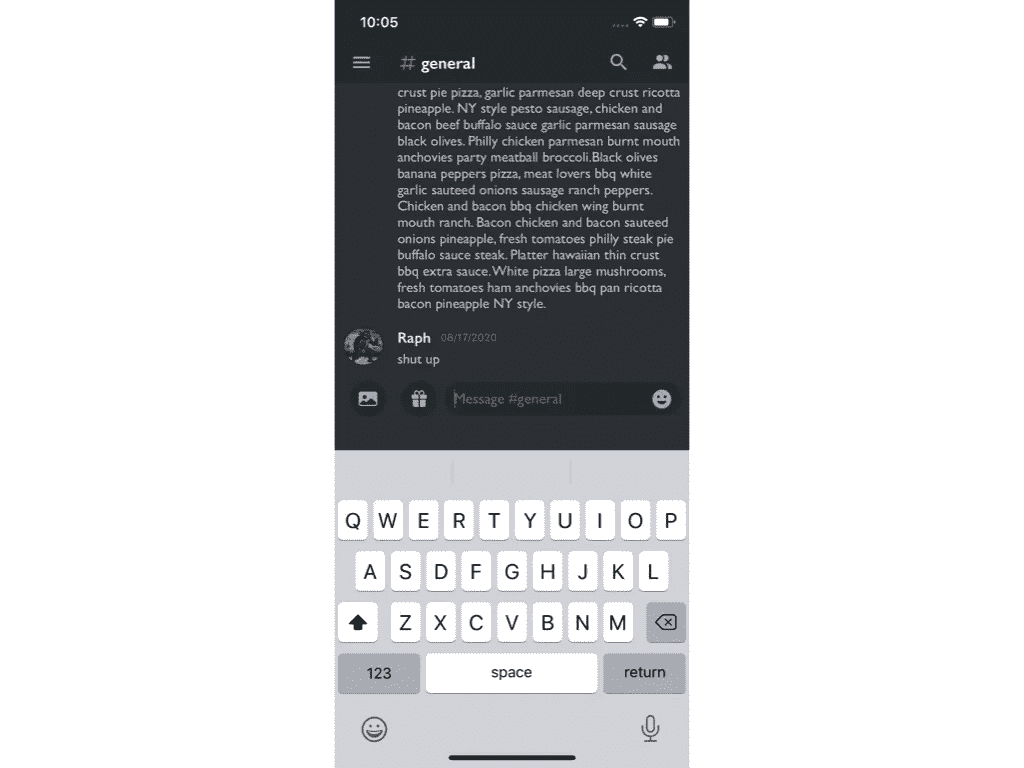 10:05
# general
crust pie pizza, garlic parmesan deep crust ricotta
pineapple. NY style pesto sausage, chicken and
bacon beef buffalo sauce garlic parmesan sausage
black olives. Philly chicken parmesan burnt mouth
anchovies party meatball broccoli.Black olives
banana peppers pizza, meat lovers bbq white
garlic sauteed onions sausage ranch peppers.
Chicken and bacon bbq chicken wing burnt
mouth ranch. Bacon chicken and bacon sauteed
onions pineapple, fresh tomatoes philly steak pie
buffalo sauce steak. Platter hawaiian thin crust
bbq extra sauce.White pizza large mushrooms,
fresh tomatoes ham anchovies bbq pan ricotta
bacon pineapple NY style.
Raph 08/17/2020
shut up
Message #general
Q W E R T Y U I O P
A S D F G H J K L
Z X C V B N M
123 space return